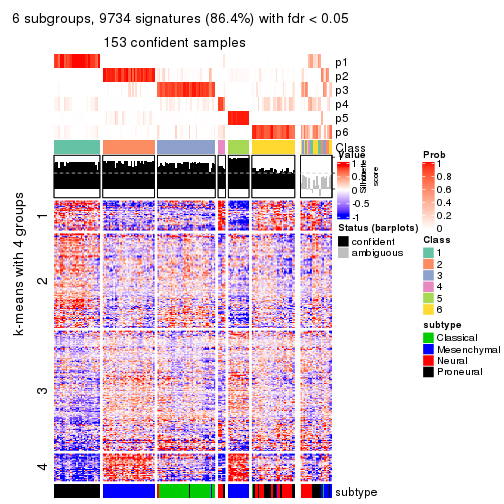 6 subgroups, 9734 signatures (86.4%) with fdr < 0.05
153 confident samples
p1
p2
p3
p4
p5
p6
Class
Silhouette
score
k-means with 4 groups
1
2
3
4
subtype
Value
1
0.5
0
-0.5
-1
Status (barplots)
confident
ambiguous
Prob
1
0.8
0.6
0.4
0.2
0
Class
1
2
3
4
5
6
subtype
Classical
Mesenchymal
Neural
Proneural